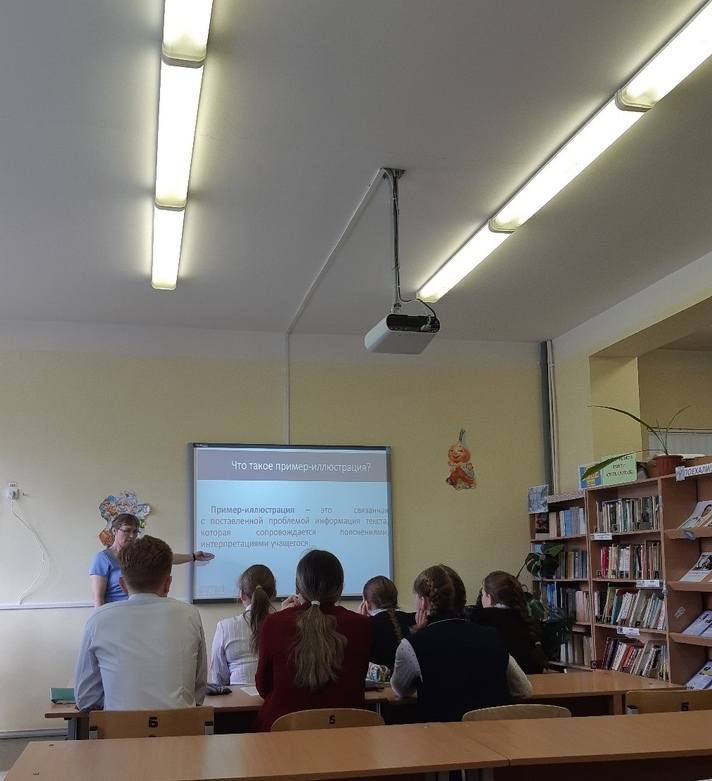 Что такое пример-иллюстрация?
Пример-иллюстрация – это связанная
с поставленной проблемой информация текста,
которая сопровождается пояснениями,
интерпретациями учащегося.
ПОЕХАЛИ
Б
Б